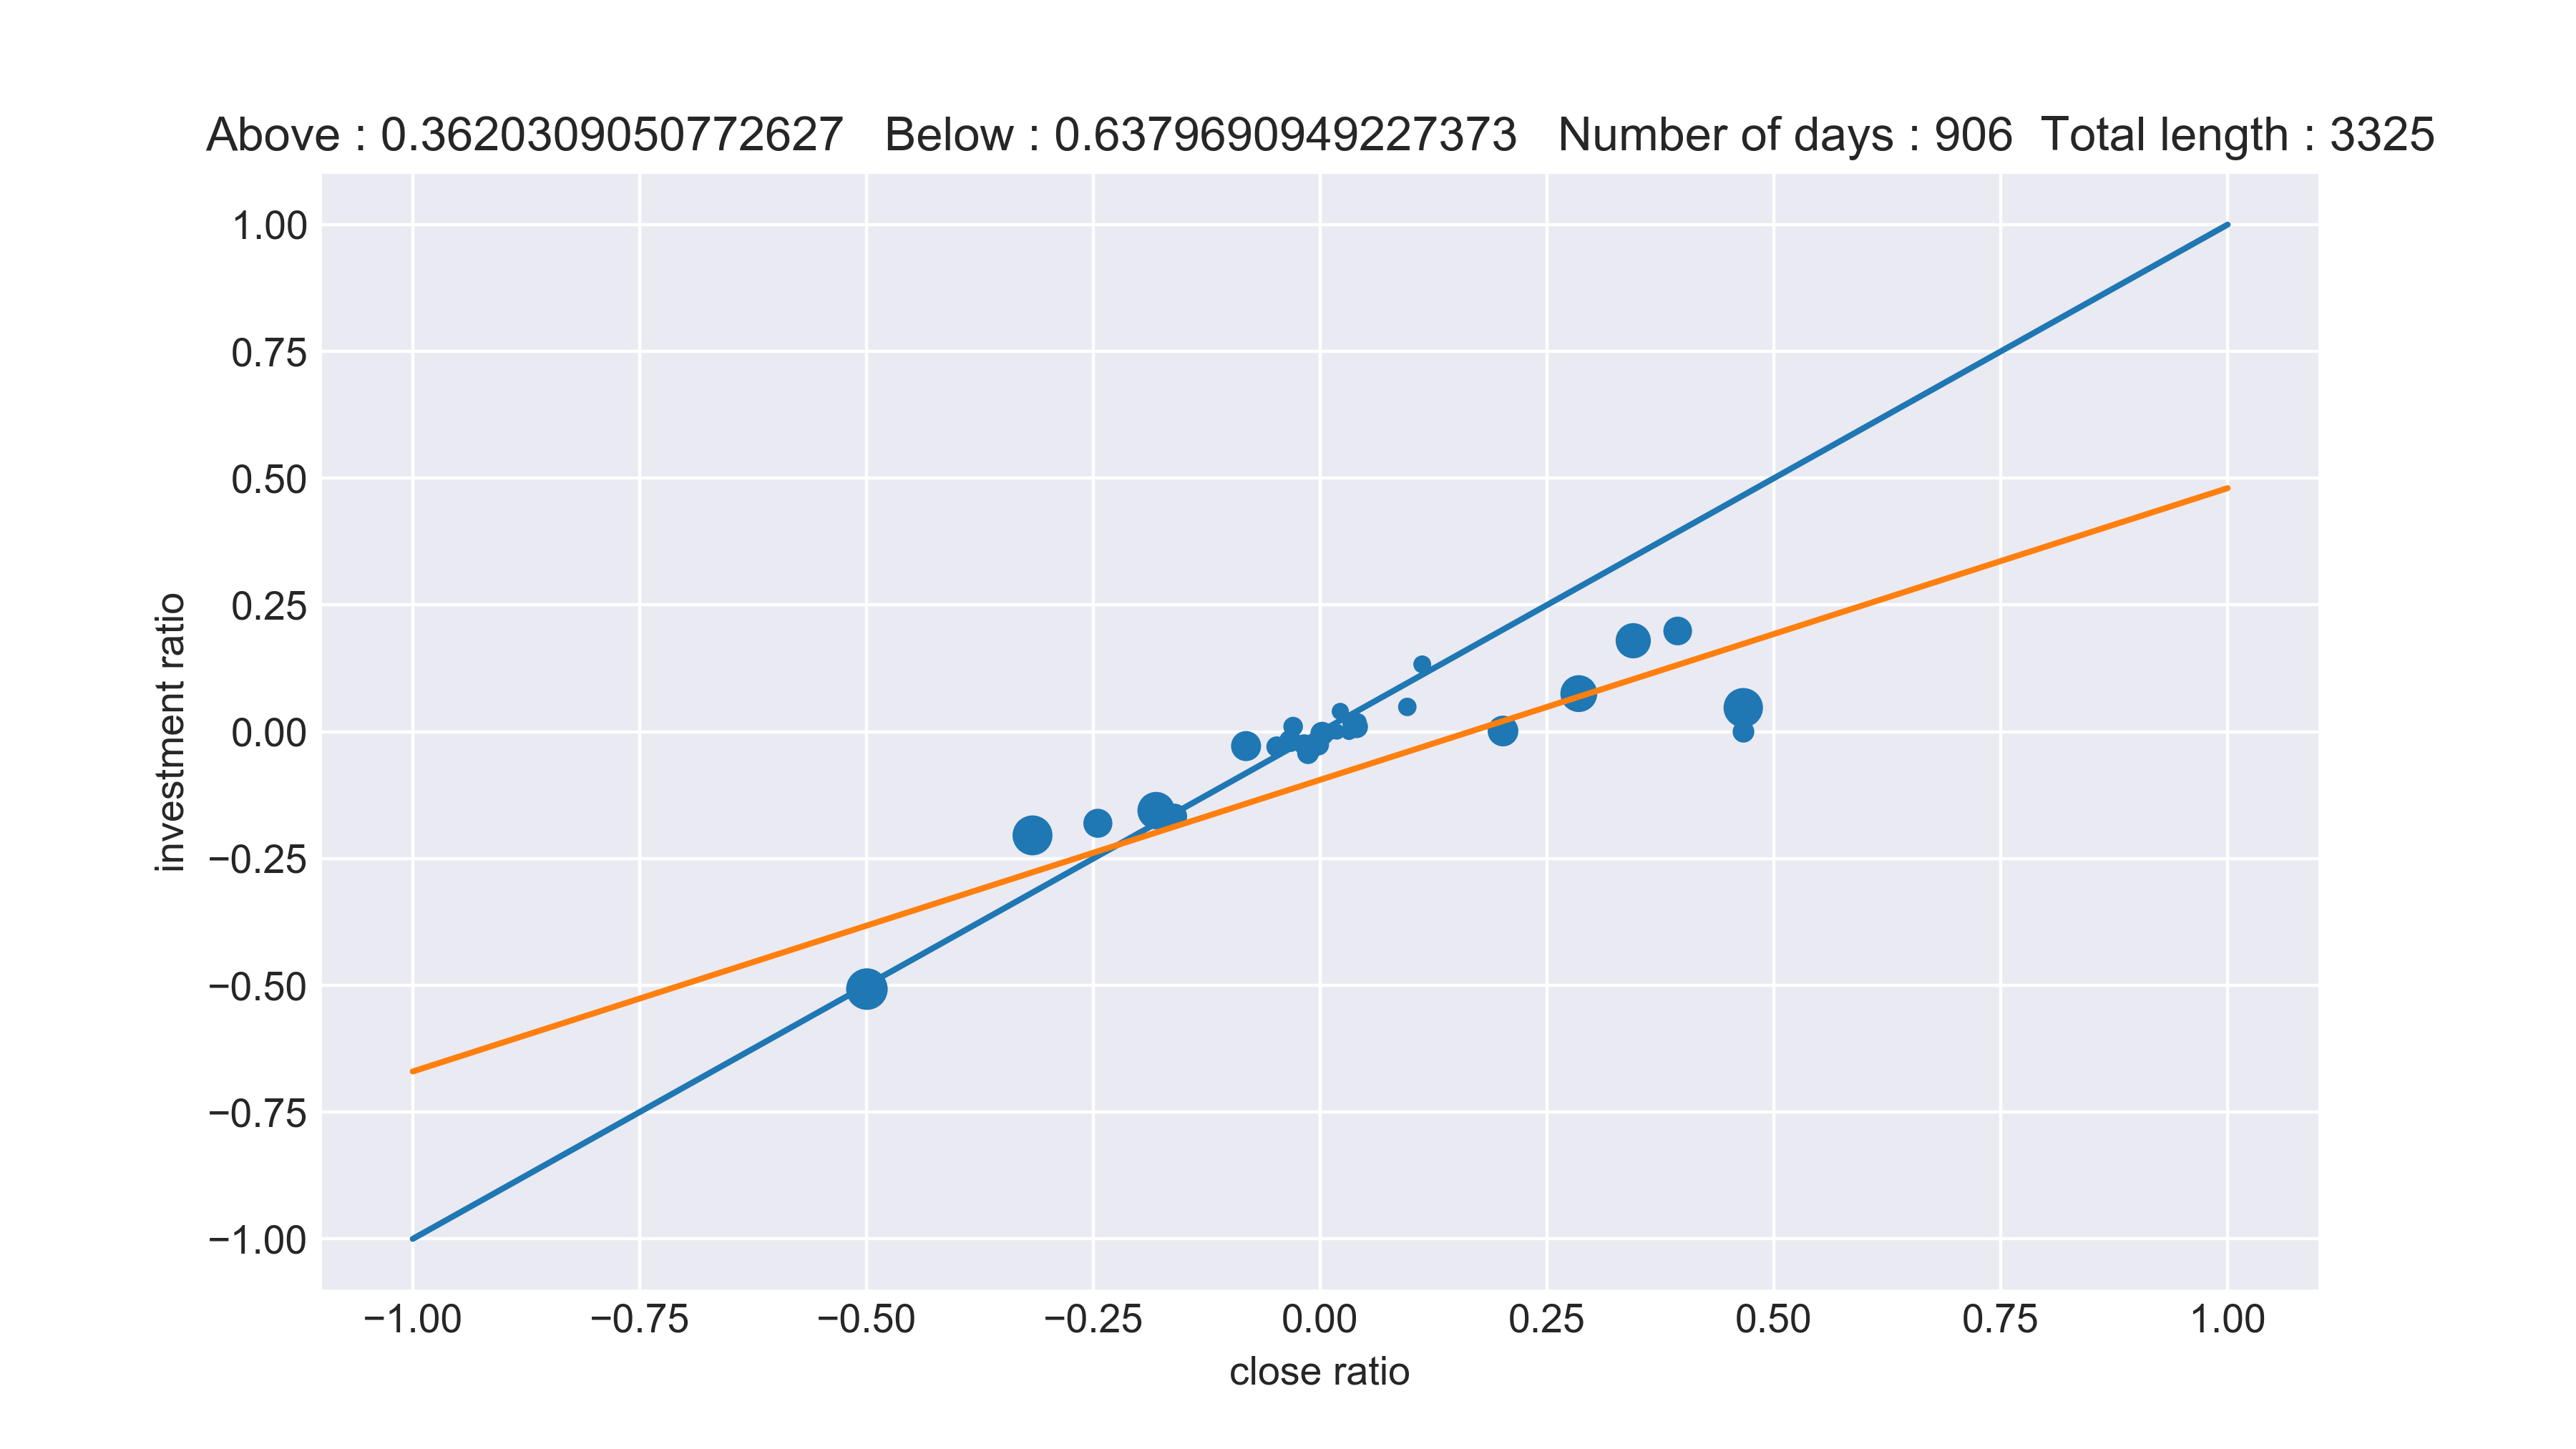 Above : 0.3620309050772627   Below : 0.6379690949227373   Number of days : 906  Total length : 3325
1.00
0.75
0.50
0.25
0.00
−0.25
−0.50
−0.75
−1.00
investment ratio
−1.00 −0.75 −0.50 −0.25 0.00 0.25 0.50 0.75 1.00
close ratio